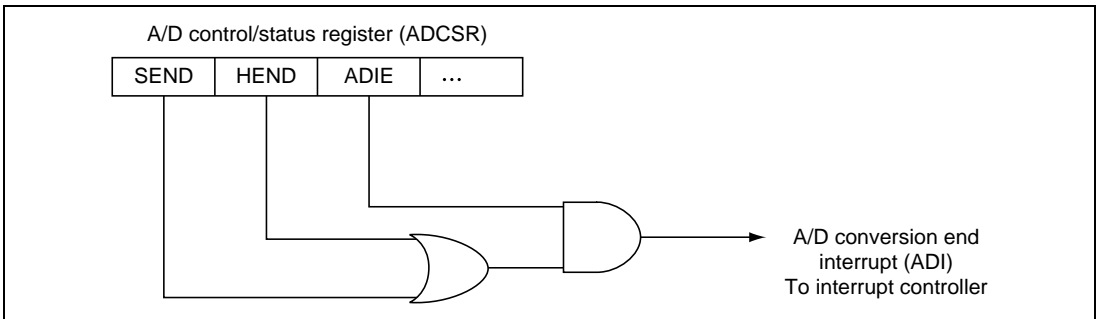 A/D control/status register (ADCSR)
SEND HEND ADIE ...
A/D conversion end
interrupt (ADI)
To interrupt controller